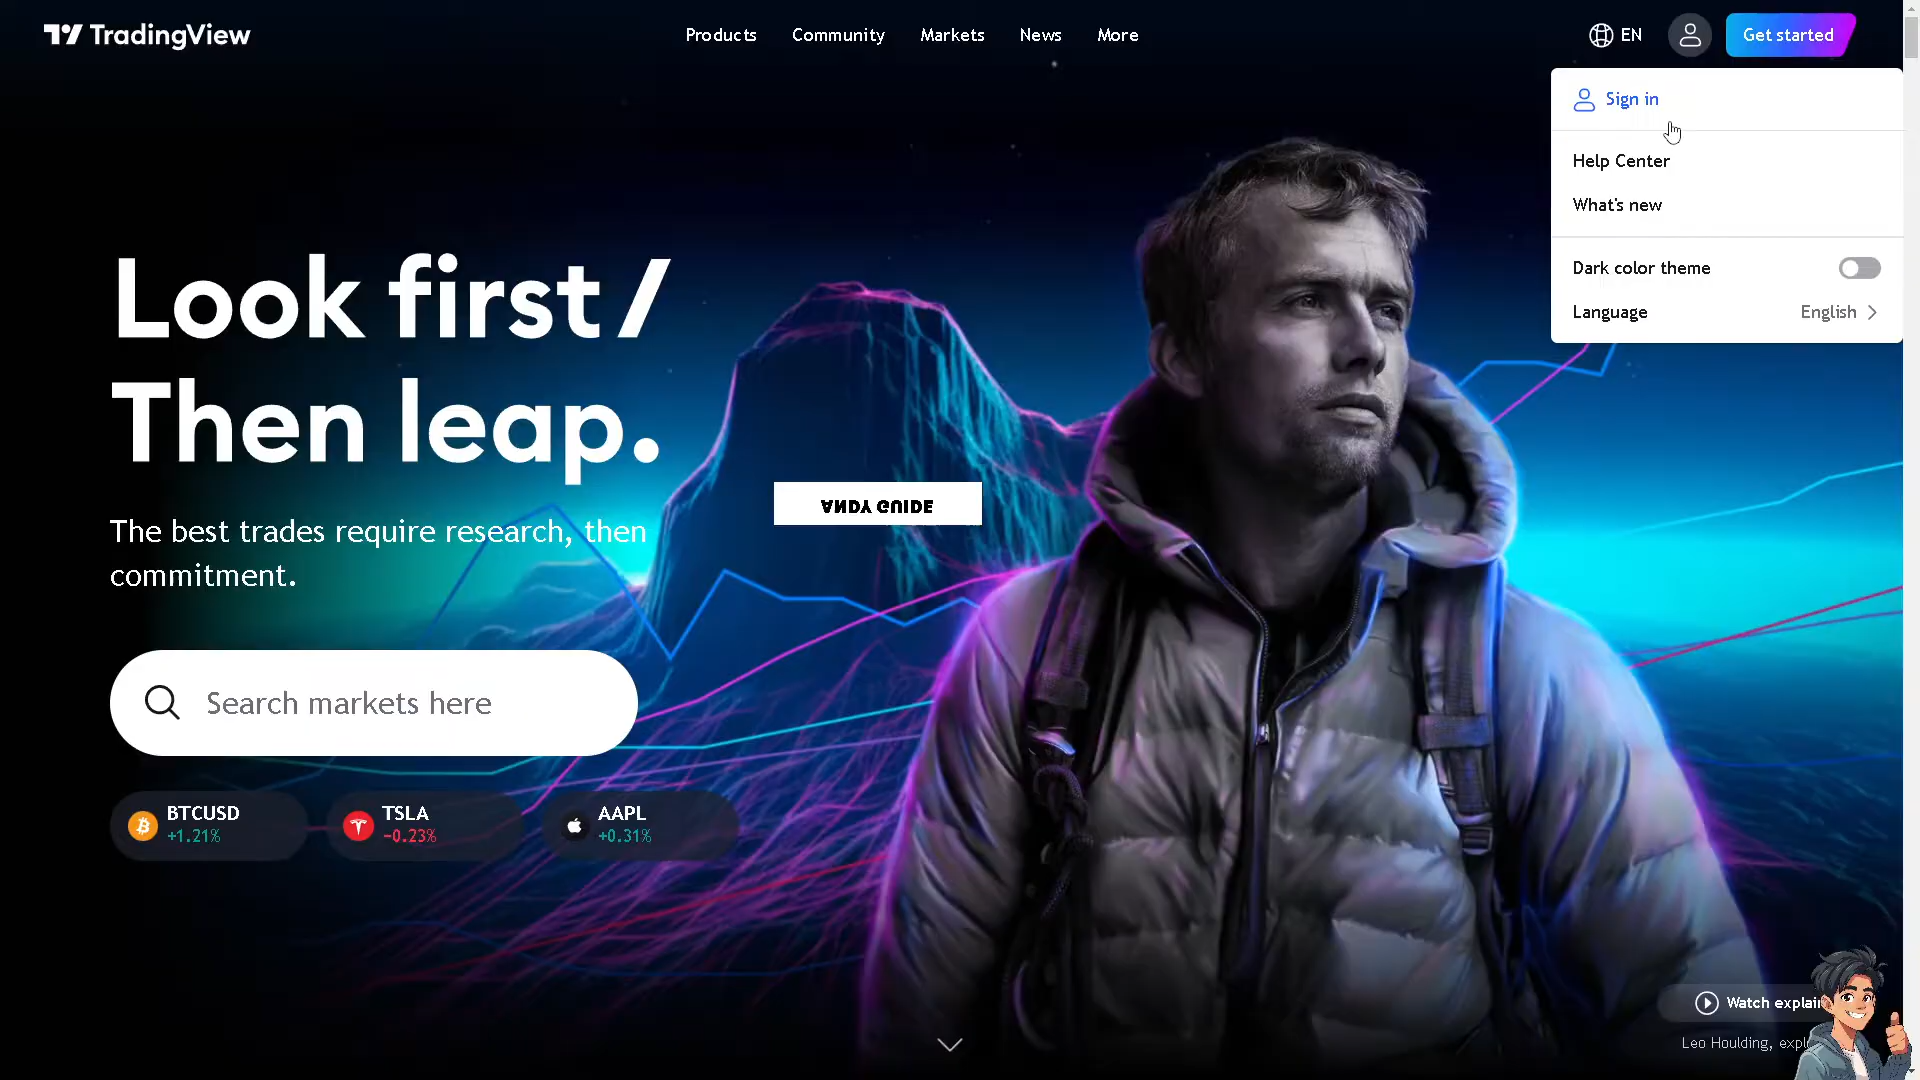 TradingView
Products
Community
Markets
News
More
EN
Get started
Sign in
Help Center
What's new
Dark color theme
Language
English
Look first /
Then leap.
The best trades require research, then
commitment.
ANDY GUIDE
Search markets here
BTCUSD
+1.21%
TSLA
−0.23%
AAPL
+0.31%
Watch
Leo Houlding,